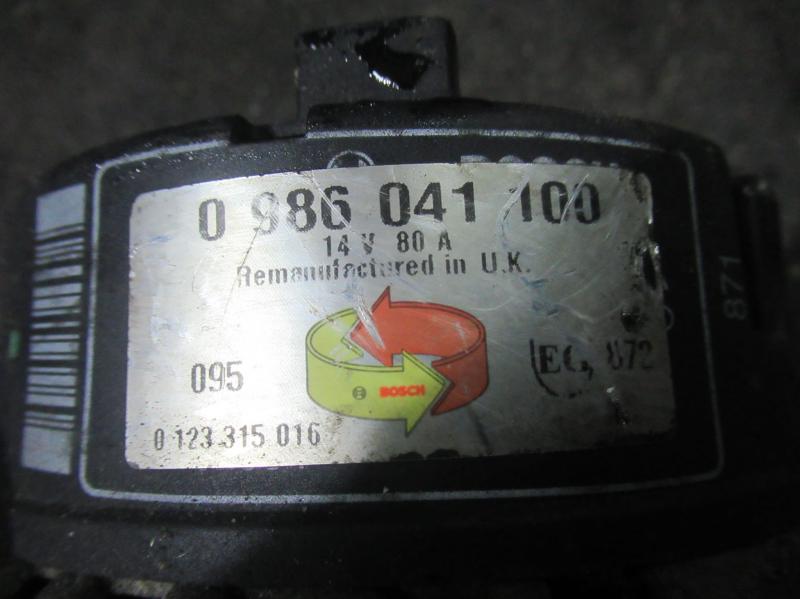 0 986 041 100
14 V 80 A
Remanufactured in U.K.
095
BOSCH
EG, 872
0 123 315 016
871